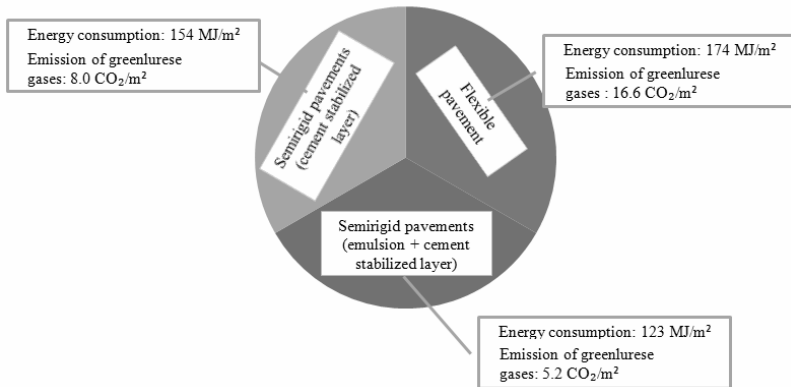 Energy consumption: 154 MJ/m²
Emission of greenlurese
gases: 8.0 CO₂/m²
Energy consumption: 174 MJ/m²
Emission of greenlurese
gases : 16.6 CO₂/m²
Semirigid pavements
(cement stabilized
layer)
Flexible
pavement
Semirigid pavements
(emulsion + cement
stabilized layer)
Energy consumption: 123 MJ/m²
Emission of greenlurese
gases: 5.2 CO₂/m²